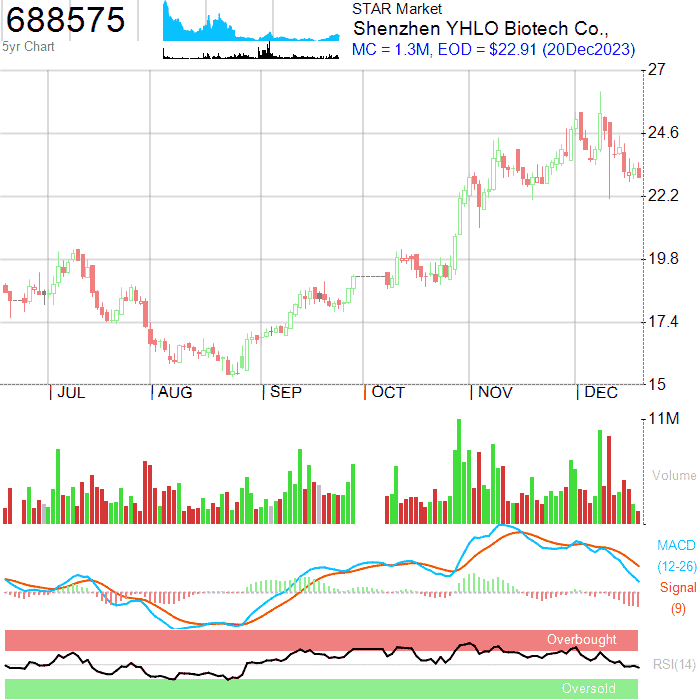 688575
5yr Chart
STAR Market
Shenzhen YHLO Biotech Co.,
MC = 1.3M, EOD = $22.91 (20Dec2023)
27
24.6
22.2
19.8
17.4
15
JUL AUG SEP OCT NOV DEC
11M
Volume
MACD
(12-26)
Signal
(9)
Overbought
RSI(14)
Oversold